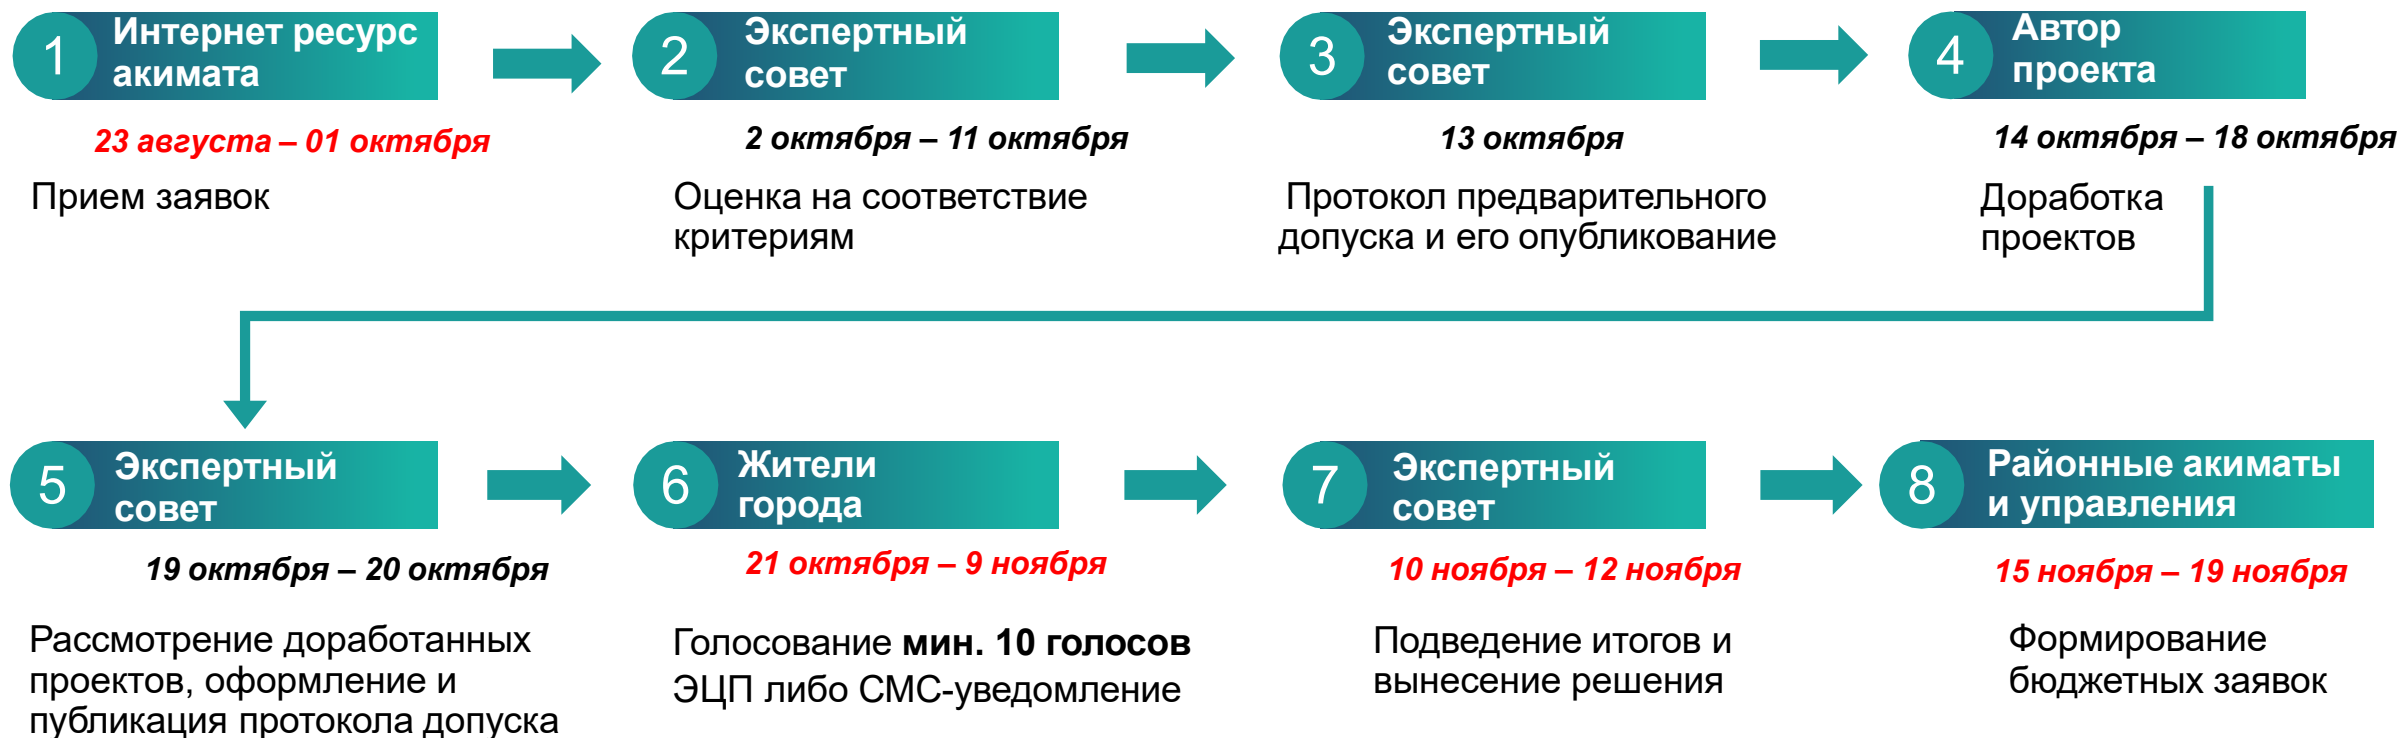 1
Интернет ресурс
акимата
23 августа – 01 октября
Прием заявок
2
Экспертный
совет
2 октября – 11 октября
Оценка на соответствие
критериям
3
Экспертный
совет
13 октября
Протокол предварительного
допуска и его опубликование
4
Автор
проекта
14 октября – 18 октября
Доработка
проектов
5
Экспертный
совет
19 октября – 20 октября
Рассмотрение доработанных
проектов, оформление и
публикация протокола допуска
6
Жители
города
21 октября – 9 ноября
Голосование мин. 10 голосов
ЭЦП либо СМС-уведомление
7
Экспертный
совет
10 ноября – 12 ноября
Подведение итогов и
вынесение решения
8
Районные акиматы
и управления
15 ноября – 19 ноября
Формирование
бюджетных заявок